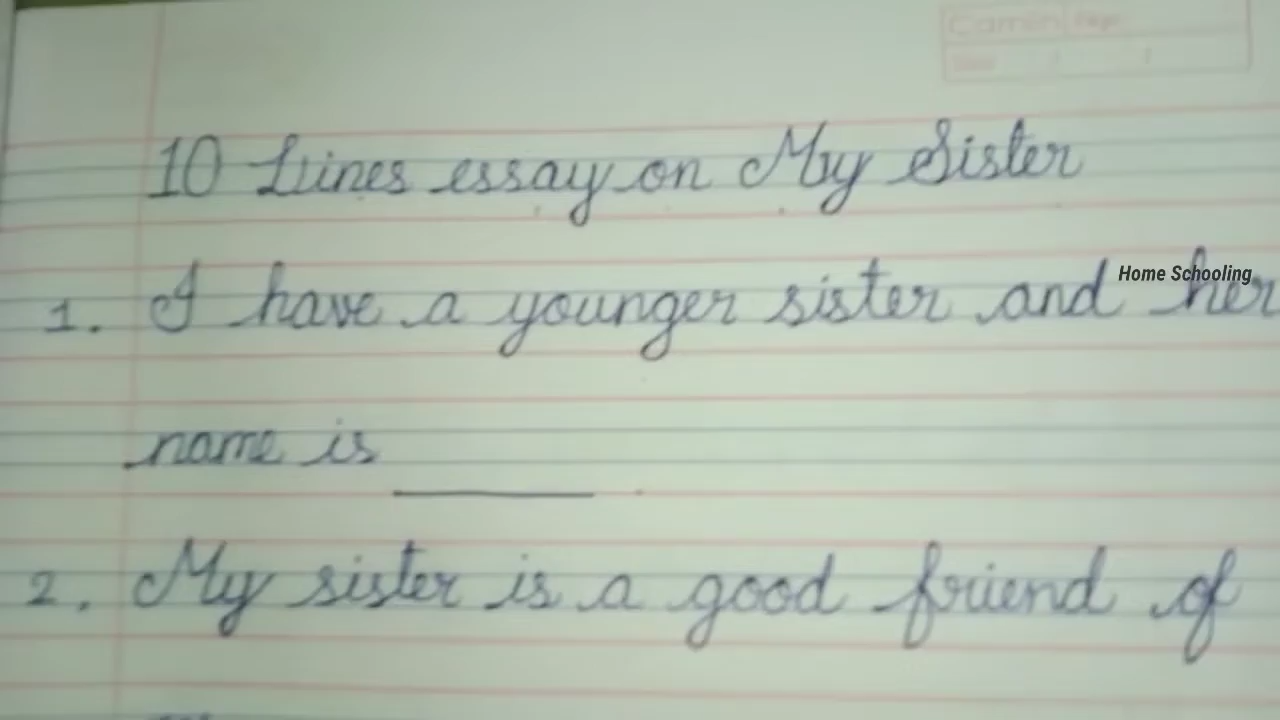 Camlin
10 Lines essay on My Sister
Home Schooling
1. I have a younger sister and her
name is ______.
2. My sister is a good friend of